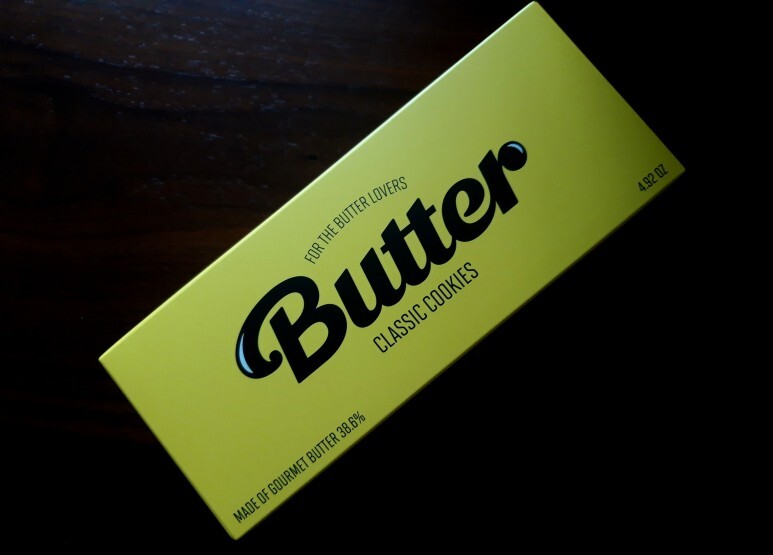 FOR THE BUTTER LOVERS
Butter
CLASSIC COOKIES
4.92 OZ
MADE OF GOURMET BUTTER 38.6%